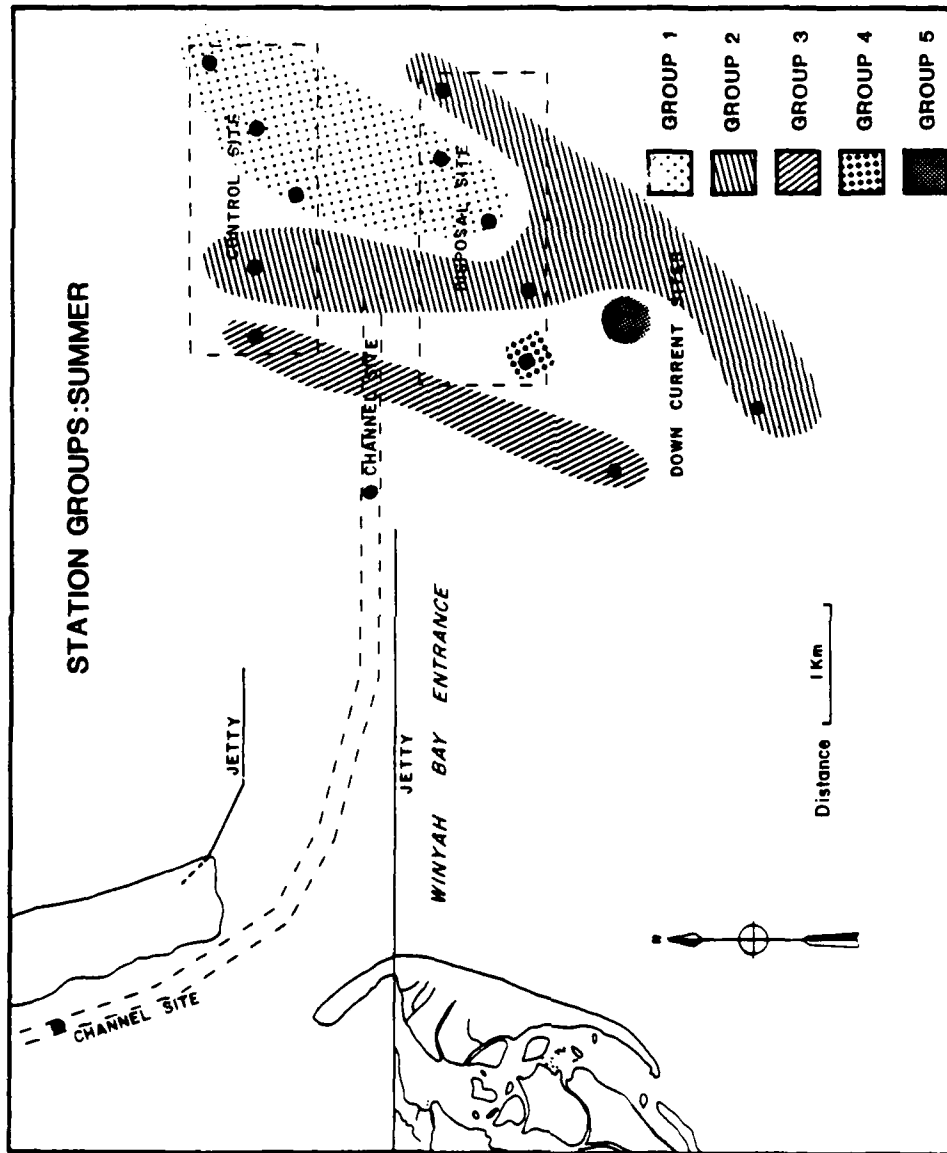 STATION GROUPS:SUMMER
CONTROL SITE
DISPOSAL SITE
CHANNEL SITE
DOWN CURRENT SITES
JETTY
JETTY
WINYAH BAY ENTRANCE
CHANNEL SITE
N
Distance
1 Km
GROUP 1
GROUP 2
GROUP 3
GROUP 4
GROUP 5